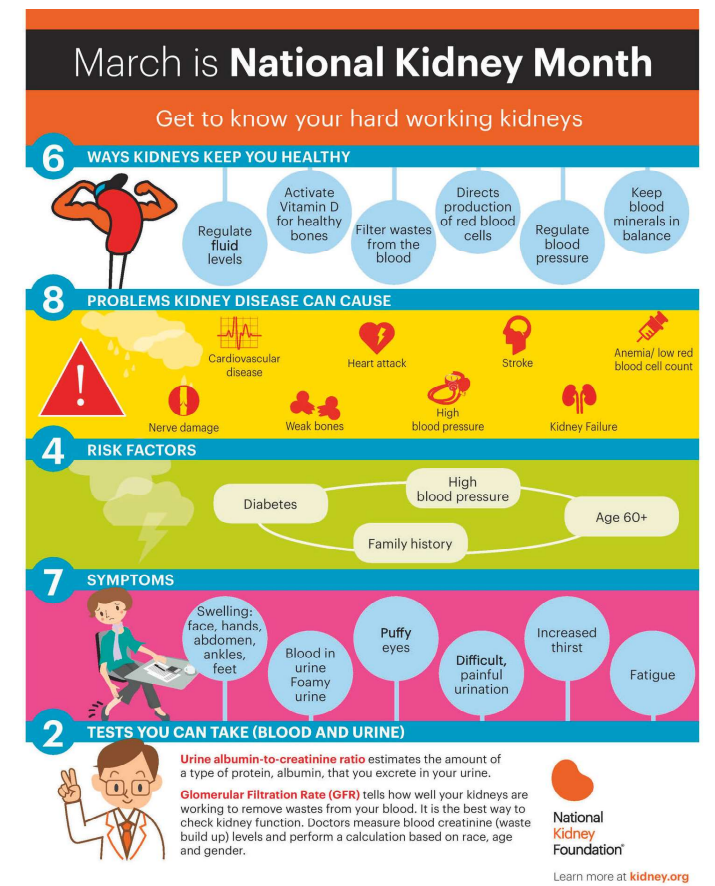 March is National Kidney Month
Get to know your hard working kidneys
6
WAYS KIDNEYS KEEP YOU HEALTHY
Regulate
fluid
levels
Activate
Vitamin D
for healthy
bones
Filter wastes
from the
blood
Directs
production
of red blood
cells
Regulate
blood
pressure
Keep
blood
minerals in
balance
8
PROBLEMS KIDNEY DISEASE CAN CAUSE
Cardiovascular
disease
Heart attack
Stroke
Anemia/ low red
blood cell count
Nerve damage
Weak bones
High
blood pressure
Kidney Failure
4
RISK FACTORS
Diabetes
High
blood pressure
Age 60+
Family history
7
SYMPTOMS
Swelling:
face, hands,
abdomen,
ankles,
feet
Blood in
urine
Foamy
urine
Puffy
eyes
Difficult,
painful
urination
Increased
thirst
Fatigue
2
TESTS YOU CAN TAKE (BLOOD AND URINE)
Urine albumin-to-creatinine ratio estimates the amount of
a type of protein, albumin, that you excrete in your urine.
Glomerular Filtration Rate (GFR) tells how well your kidneys are
working to remove wastes from your blood. It is the best way to
check kidney function. Doctors measure blood creatinine (waste
build up) levels and perform a calculation based on race, age
and gender.
National
Kidney
Foundation®
Learn more at kidney.org